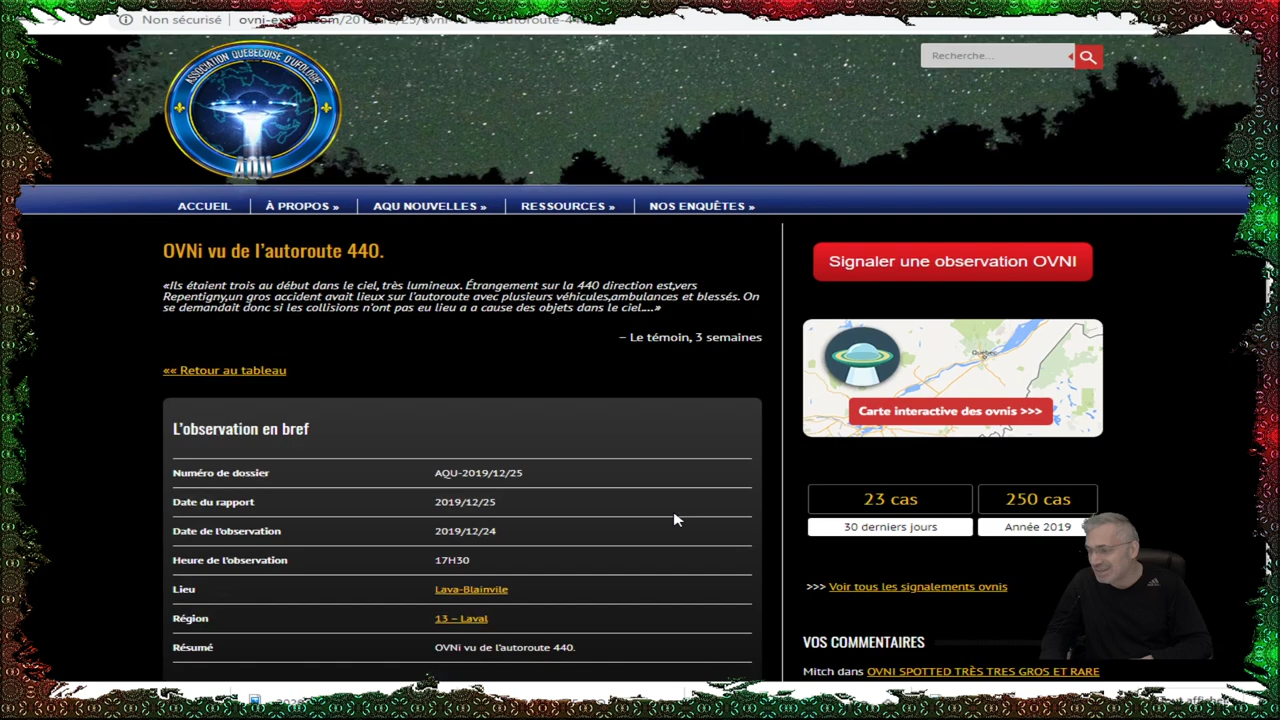 Non sécurisé
Recherche...
ASSOCIATION QUÉBÉCOISE D'UFOLOGIE
AQU
ACCUEIL
À PROPOS »
AQU NOUVELLES »
RESSOURCES »
NOS ENQUÊTES »
OVNi vu de l'autoroute 440.
«Ils étaient trois au début dans le ciel, très lumineux. Étrangement sur la 440 direction est,vers
Repentigny,un gros accident avait lieux sur l'autoroute avec plusieurs véhicules,ambulances et blessés. On
se demandait donc si les collisions n'ont pas eu lieu a a cause des objets dans le ciel....»
– Le témoin, 3 semaines
«« Retour au tableau
L'observation en bref
Numéro de dossier AQU-2019/12/25
Date du rapport 2019/12/25
Date de l'observation 2019/12/24
Heure de l'observation 17H30
Lieu Lava-Blainvile
Région 13 – Laval
Résumé OVNi vu de l'autoroute 440.
Signaler une observation OVNI
Quebec
Carte interactive des ovnis >>>
23 cas 250 cas
30 derniers jours Année 2019
>>> Voir tous les signalements ovnis
VOS COMMENTAIRES
Mitch dans OVNI SPOTTED TRÈS TRES GROS ET RARE